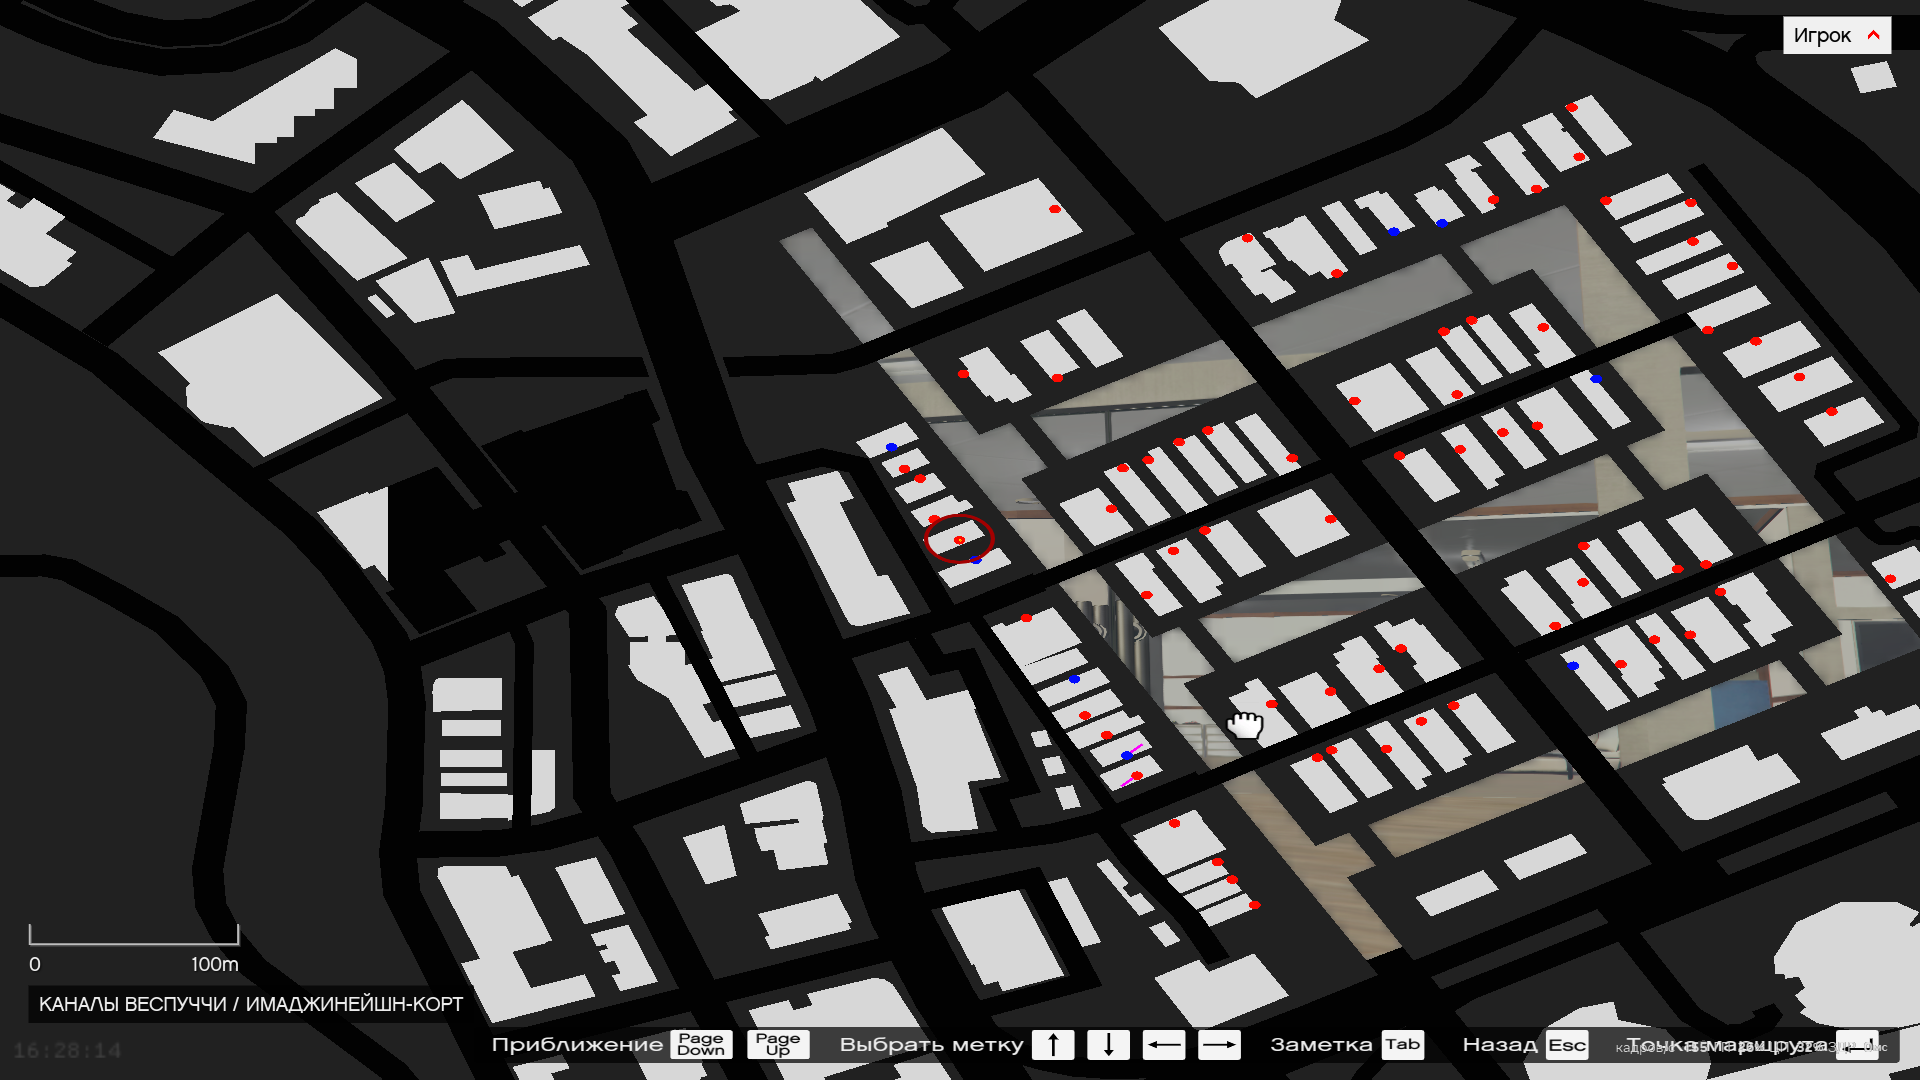 Игрок
0 100m
КАНАЛЫ ВЕСПУЧЧИ / ИМАДЖИНЕЙШН-КОРТ
16:28:14
Приближение Page Down Page Up Выбрать метку ↑ ↓ ← → Заметка Tab Назад Esc Точка маршрута